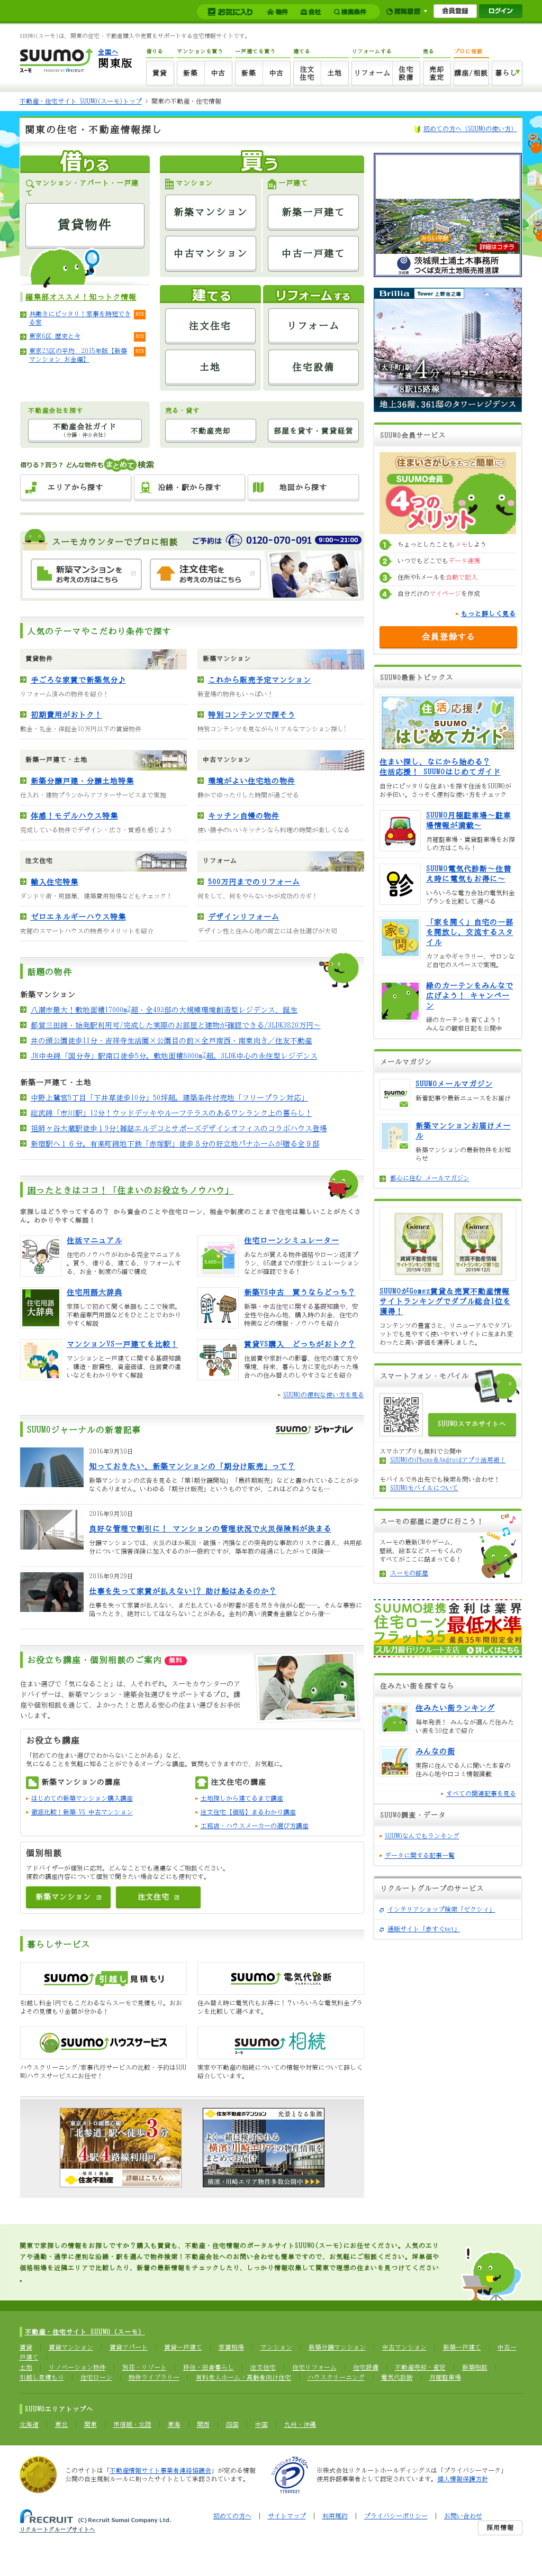 お気に入り 物件 会社 検索条件 閲覧履歴 会員登録 ログイン
SUUMO(スーモ)は、関東の住宅・不動産購入や売買をサポートする住宅情報サイトです。
SUUMO 全国へ
関東版
借りる マンションを買う 一戸建てを買う 建てる リフォームする 売る プロに相談
賃貸 新築 中古 新築 中古 注文住宅 土地 リフォーム 住宅設備 売却査定 講座/相談 暮らし
不動産・住宅サイト SUUMO(スーモ)トップ > 関東の不動産・住宅情報
関東の住宅・不動産情報探し
初めての方へ（SUUMOの使い方）
借りる
マンション・アパート・一戸建て
賃貸物件
買う
マンション 一戸建て
新築マンション 新築一戸建て
中古マンション 中古一戸建て
編集部オススメ！知っトク情報
共働きにピッタリ！家事を時短できる家
東京6区 歴史と今
東京23区の平均 2015年版【新築マンション お金編】
建てる リフォームする
注文住宅 リフォーム
土地 住宅設備
不動産会社を探す
不動産会社ガイド
（分譲・仲介会社）
売る・貸す
不動産売却 部屋を貸す・賃貸経営
借りる？買う？ どんな物件もまとめて検索
エリアから探す 沿線・駅から探す 地図から探す
スーモカウンターでプロに相談 ご予約は 0120-070-091 9:00〜21:00
新築マンションをお考えの方はこちら
注文住宅をお考えの方はこちら
人気のテーマやこだわり条件で探す
賃貸物件
手ごろな家賃で新築気分♪
リフォーム済みの物件を紹介！
初期費用がおトク！
敷金・礼金・保証金10万円以下の賃貸物件
新築マンション
これから販売予定マンション
新登場の物件もいっぱい！
特別コンテンツで探そう
特別コンテンツを見ながらリアルなマンション探し！
新築一戸建て・土地
新築分譲戸建・分譲土地特集
仕入れ・建物プランからアフターサービスまで実施
体感！モデルハウス特集
完成している物件でデザイン・広さ・質感を感じよう
中古マンション
環境がよい住宅地の物件
静かでゆったりした時間が過ごせる
キッチン自慢の物件
使い勝手のいいキッチンなら料理の時間が楽しくなる
注文住宅
輸入住宅特集
ダンドリ術・用語集、建築費用相場などもチェック！
ゼロエネルギーハウス特集
究極のスマートハウスの特長やメリットを紹介
リフォーム
500万円までのリフォーム
何をして、何をやらないかが成功のカギ！
デザインリフォーム
デザイン性と住み心地の両立には会社選びが大切
話題の物件
新築マンション
八潮市最大！敷地面積17000m2超・全493邸の大規模環境創造型レジデンス、誕生
都営三田線・始発駅利用可/完成した実際のお部屋と建物が確認できる/3LDK3820万円〜
井の頭公園徒歩11分・吉祥寺生活圏×公園目の前×全戸南西・南東向き／住友不動産
JR中央線「国分寺」駅南口徒歩5分。敷地面積8000m2超。3LDK中心の永住型レジデンス
新築一戸建て・土地
中野上鷺宮5丁目「下井草徒歩10分」50坪超。建築条件付売地「フリープラン対応」
総武線「市川駅」12分！ウッドデッキやルーフテラスのあるワンランク上の暮らし！
祖師ヶ谷大蔵駅徒歩19分!雑誌エルデコとサポーズデザインオフィスのコラボハウス登場
新宿駅へ１６分。有楽町線地下鉄「赤塚駅」徒歩８分の好立地パナホームが贈る全９邸
困ったときはココ！「住まいのお役立ちノウハウ」
家探しはどうやってするの？ から資金のことや住宅ローン、税金や制度のことまで住宅は難しいことがたくさん。わかりやすく解説！
住活マニュアル
住宅のノウハウがわかる完全マニュアル。買う、借りる、建てる、リフォームする、お金・制度の5編で構成
住宅ローンシミュレーター
あなたが買える物件価格やローン返済プラン、65歳までの家計シミュレーションなどが確認できる！
住宅用語大辞典
家探しで初めて聞く単語もここで検索。不動産専門用語などをひとことでわかりやすく解説
新築VS中古 買うならどっち？
新築・中古住宅に関する基礎知識や、安全性や住み心地、購入時のお金、住宅の特徴などの情報・ノウハウを紹介
マンションVS一戸建てを比較！
マンションと一戸建てに関する基礎知識、構造・耐震性、資産価値、住居費の違いなどをわかりやすく解説
賃貸VS購入 どっちがおトク？
住居費や家計への影響、住宅の建て方や環境、将来、暮らし方に変化があった場合への住み替えのしやすさなどを紹介
SUUMOの便利な使い方を見る
SUUMOジャーナルの新着記事 SUUMOジャーナル
2016年9月30日
知っておきたい、新築マンションの「期分け販売」って？
新築マンションの広告を見ると「第1期分譲開始」「最終期販売」などと書かれていることが少なくありません。いわゆる「期分け販売」というものですが、これはどのようなも…
2016年9月30日
良好な管理で割引に！ マンションの管理状況で火災保険料が決まる
分譲マンションでは、火災のほか風災・破損・汚損などの突発的な事故のリスクに備え、共用部分について損害保険に加入するのが一般的ですが、築年数の経過にしたがって保険…
2016年9月29日
仕事を失って家賃が払えない!? 助け船はあるのか？
仕事を失って家賃が払えない、まだ払えているが貯蓄が底を尽き今後が心配……。そんな事態に陥ったとき、絶対にしてはならないことがある。金利の高い消費者金融などから借…
お役立ち講座・個別相談のご案内 無料
住まい選びで「気になること」は、人それぞれ。スーモカウンターのアドバイザーは、新築マンション・建築会社選びをサポートするプロ。講座や個別相談を通じて、よかった！と思える安心の住まい選びをお手伝いします。
お役立ち講座
「初めての住まい選びでわからないことがある」など、
気になることを気軽に知ることができるオープンな講座。質問もできますので、お気軽に。
新築マンションの講座
はじめての新築マンション購入講座
徹底比較！新築 VS 中古マンション
注文住宅の講座
土地探しから建てるまで講座
注文住宅【価格】まるわかり講座
工務店・ハウスメーカーの選び方講座
個別相談
アドバイザーが個別に応対。どんなことでも遠慮なくご相談ください。
複数の講座内容について個別で聞きたい場合などにも便利です。
新築マンション 注文住宅
暮らしサービス
SUUMO引越し見積もり
引越し料金1円でもこだわるならスーモで見積もり。おおよその見積もり金額が分かる！
SUUMO電気代診断
住み替え時に電気代もお得に！？いろいろな電気料金プランを比較して選べます。
SUUMOハウスサービス
ハウスクリーニング/家事代行サービスの比較・予約はSUUMOハウスサービスにお任せ！
SUUMO相続
実家や不動産の相続についての情報や対策について詳しく紹介しています。
東京メトロ副都心線
「北参道」駅へ徒歩3分
4駅4路線利用可
住友不動産 詳細はこちら
住友不動産のマンション 光景となる象徴
よく一緒に検討される
横浜・川崎エリアの物件情報をまとめてお届け
横浜・川崎エリア物件多数公開中
茨城県土浦土木事務所
つくば支所土地販売推進課
詳細はコチラ
Brillia Tower 上野池之端
「大手町」駅直通4分
8駅15路線
地上36階、361邸のタワーレジデンス
SUUMO会員サービス
住まいさがしをもっと簡単に！
SUUMO会員 4つのメリット
1 ちょっとしたこともメモしよう
2 いつでもどこでもデータ連携
3 住所や6メールを自動で記入
4 自分だけのマイページを作成
もっと詳しく見る
会員登録する
SUUMO最新トピックス
住活応援！はじめてガイド
住まい探し、なにから始める？
住活応援！ SUUMOはじめてガイド
自分にピッタリな住まいを探す住活をSUUMOがお手伝い。さっそく便利な使い方をチェック
SUUMO月極駐車場〜駐車場情報が満載〜
月極駐車場・賃貸駐車場をお探しの方はこちら！
SUUMO電気代診断〜住替え時に電気もお得に〜
いろいろな電力会社の電気料金プランを比較して選べる
「家を開く」自宅の一部を開放し、交流するスタイル
カフェやギャラリー、サロンなど自宅のスペースで実現。
緑のカーテンをみんなで広げよう！ キャンペーン
緑のカーテンを育てよう！
みんなの観察日記を公開中
メールマガジン
SUUMOメールマガジン
新着記事や最新ニュースをお届け
新築マンションお届けメール
新築マンションの最新物件をお知らせ
都心に住む メールマガジン
Gomez 賃貸不動産情報サイトランキング第1位 2015年12月
Gomez 売買不動産情報サイトランキング第1位 2015年12月
SUUMOがGomez賃貸＆売買不動産情報サイトランキングでダブル総合1位を獲得！
コンテンツの豊富さと、リニューアルでタブレットでも見やすく使いやすいサイトに生まれ変わったと高い評価を獲得しました。
スマートフォン・モバイル
SUUMOスマホサイトへ
スマホアプリも無料で公開中
SUUMOのiPhone&Androidアプリ活用術！
モバイルで外出先でも検索＆問い合わせ！
SUUMOモバイルについて
スーモの部屋に遊びに行こう！
スーモの最新CMやゲーム、壁紙、絵本などスーモくんのすべてがここに詰まってる！
スーモの部屋
SUUMO提携 住宅ローン フラット35 金利は業界最低水準 最長35年間固定金利
スルガ銀行リクルート支店 詳しくはこちら
住みたい街を探すなら
住みたい街ランキング
毎年発表！ みんなが選んだ住みたい街を30位まで紹介
みんなの街
実際に住んでる人に聞いた本音の住み心地や口コミ情報満載
すべての関連記事を見る
SUUMO調査・データ
SUUMOなんでもランキング
データに関する記事一覧
リクルートグループのサービス
インテリアショップ検索「ゼクシィ」
通販サイト「赤すぐnet」
関東で家探しの情報をお探しですか？購入も賃貸も、不動産・住宅情報のポータルサイトSUUMO(スーモ)にお任せください。人気のエリアや通勤・通学に便利な沿線・駅を選んで物件検索！不動産会社へのお問い合わせも簡単ですので、お気軽にご相談ください。坪単価や価格相場を近隣エリアで比較したり、新着の最新情報をチェックしたり、しっかり情報収集して関東で理想の住まいを見つけてください。
不動産・住宅サイト SUUMO（スーモ）
賃貸 賃貸マンション 賃貸アパート 賃貸一戸建て 家賃相場 マンション 新築分譲マンション 中古マンション 新築一戸建て 中古一戸建て
土地 リノベーション物件 別荘・リゾート 移住・田舎暮らし 注文住宅 住宅リフォーム 住宅設備 不動産売却・査定 新築相談
引越し見積もり 住宅ローン 物件ライブラリー 有料老人ホーム・高齢者向け住宅 ハウスクリーニング 電気代診断 月極駐車場
SUUMOエリアトップへ
北海道 東北 関東 甲信越・北陸 東海 関西 四国 中国 九州・沖縄
このサイトは「不動産情報サイト事業者連絡協議会」が定める情報公開の自主規制ルールに則ったサイトとして承認されています。
※株式会社リクルートホールディングスは「プライバシーマーク」使用許諾事業者として認定されています。個人情報保護方針
RECRUIT (C)Recruit Sumai Company Ltd.
リクルートグループサイトへ
初めての方へ | サイトマップ | 利用規約 | プライバシーポリシー | お問い合わせ
採用情報